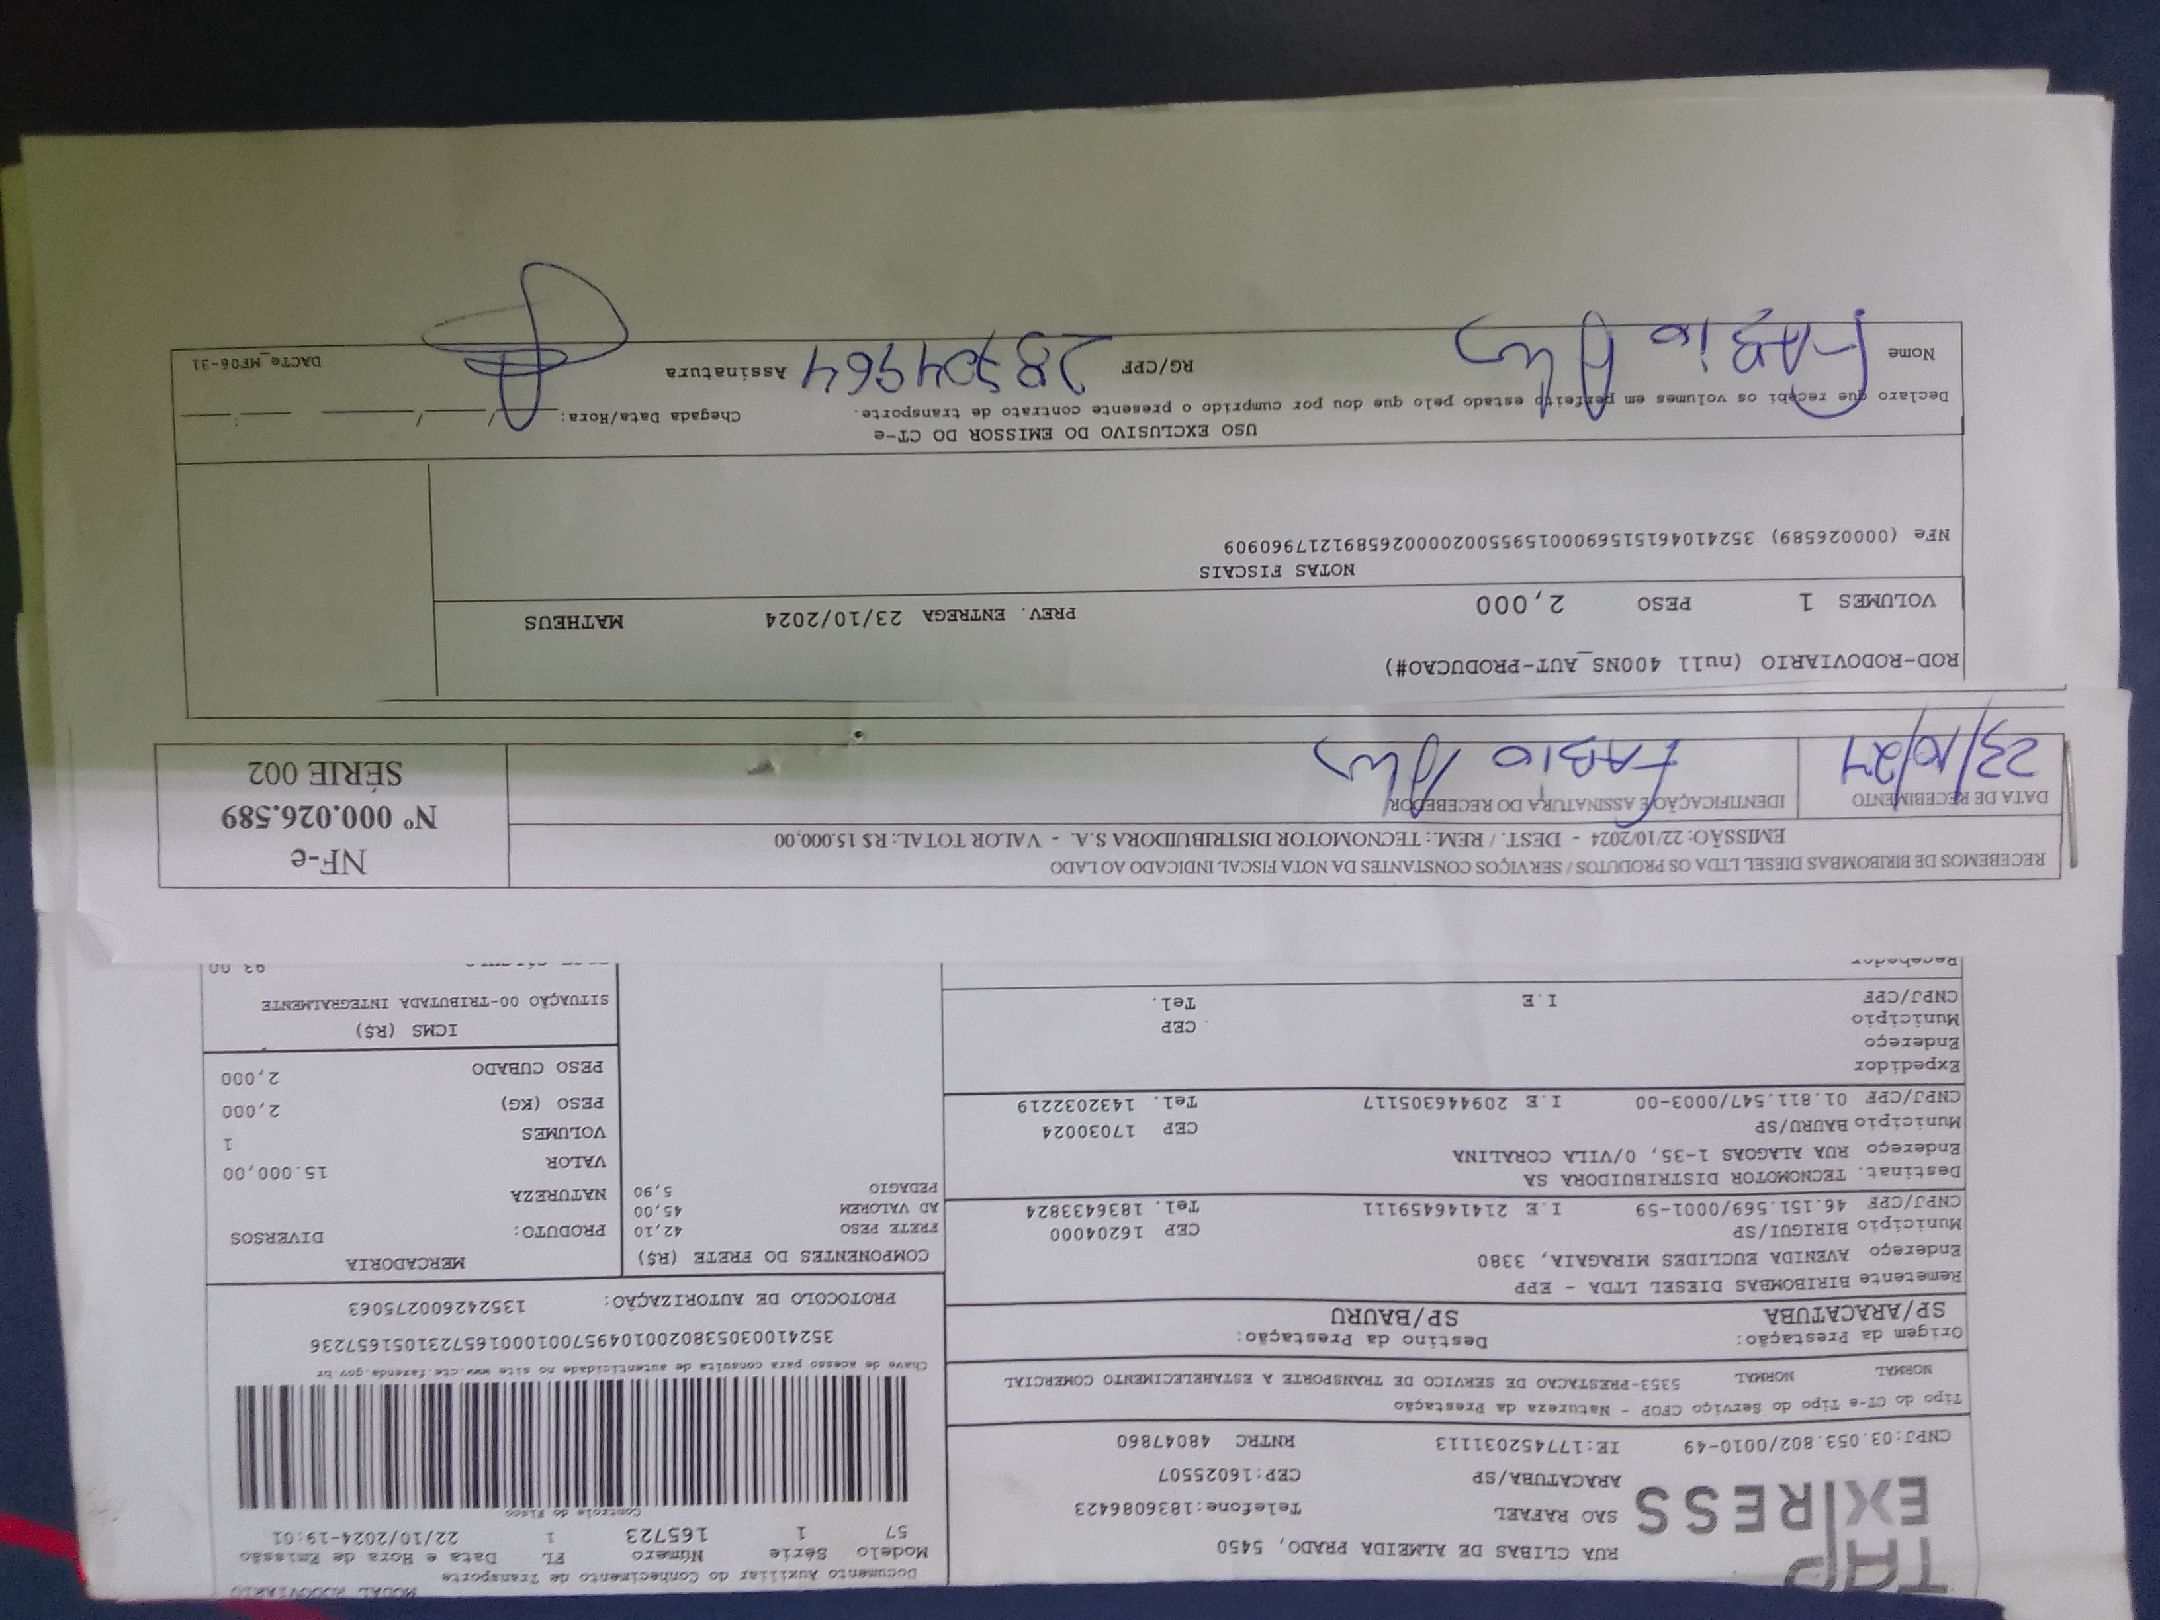 TAP
EXPRESS
RUA CLIBAS DE ALMEIDA PRADO, 5450
SAO RAFAEL Telefone:1836086423
ARACATUBA/SP CEP:16025507
CNPJ:03.053.802/0010-49 IE:177452031113 RNTRC 48047860
MODAL RODOVIARIO
Documento Auxiliar do Conhecimento de Transporte
Modelo Série Número FL Data e Hora de Emissão
57 1 165723 1 22/10/2024-19:01
Controle do Fisco
Chave de acesso para consulta de autenticidade no site www.cte.fazenda.gov.br
35241003053802001049570010001657231051657236
PROTOCOLO DE AUTORIZAÇÃO: 135242600275063
Tipo do CT-e Tipo do Serviço CFOP - Natureza da Prestação
NORMAL NORMAL 5353-PRESTACAO DE SERVICO DE TRANSPORTE A ESTABELECIMENTO COMERCIAL
Origem da Prestação: Destino da Prestação:
SP/ARACATUBA SP/BAURU
Remetente BIRIBOMBAS DIESEL LTDA - EPP
Endereço AVENIDA EUCLIDES MIRAGAIA, 3380
Município BIRIGUI/SP CEP 16204000
CNPJ/CPF 46.151.569/0001-59 I.E 214146459111 Tel. 1836433824
Destinat. TECNOMOTOR DISTRIBUIDORA SA
Endereço RUA ALAGOAS 1-35, 0/VILA CORALINA
Município BAURU/SP CEP 17030024
CNPJ/CPF 01.811.547/0003-00 I.E 209446305117 Tel. 1432032219
Expedidor
Endereço
Município CEP
CNPJ/CPF I.E Tel.
Recebedor
COMPONENTES DO FRETE (R$)
FRETE PESO 42,10
AD VALOREM 45,00
PEDAGIO 5,90
MERCADORIA
PRODUTO: DIVERSOS
NATUREZA
VALOR 15.000,00
VOLUMES 1
PESO (KG) 2,000
PESO CUBADO 2,000
ICMS (R$)
SITUAÇÃO 00-TRIBUTADA INTEGRALMENTE
93,00
RECEBEMOS DE BIRIBOMBAS DIESEL LTDA OS PRODUTOS / SERVIÇOS CONSTANTES DA NOTA FISCAL INDICADO AO LADO
EMISSÃO: 22/10/2024 - DEST. / REM.: TECNOMOTOR DISTRIBUIDORA S.A. - VALOR TOTAL: R$ 15.000,00
DATA DE RECEBIMENTO IDENTIFICAÇÃO E ASSINATURA DO RECEBEDOR
23/10/24 FABIO
NF-e
Nº 000.026.589
SÉRIE 002
ROD-RODOVIARIO (null 400NS_AUT-PRODUCAO#)
VOLUMES 1 PESO 2,000 PREV. ENTREGA 23/10/2024 MATHEUS
NOTAS FISCAIS
NFe (000026589) 35241046151569000159550020000265891217960909
USO EXCLUSIVO DO EMISSOR DO CT-e
Declaro que recebi os volumes em perfeito estado pelo que dou por cumprido o presente contrato de transporte. Chegada Data/Hora: __/__/__ __:__
Nome FABIO RG/CPF 28704964 Assinatura
DACTe_MF06-31